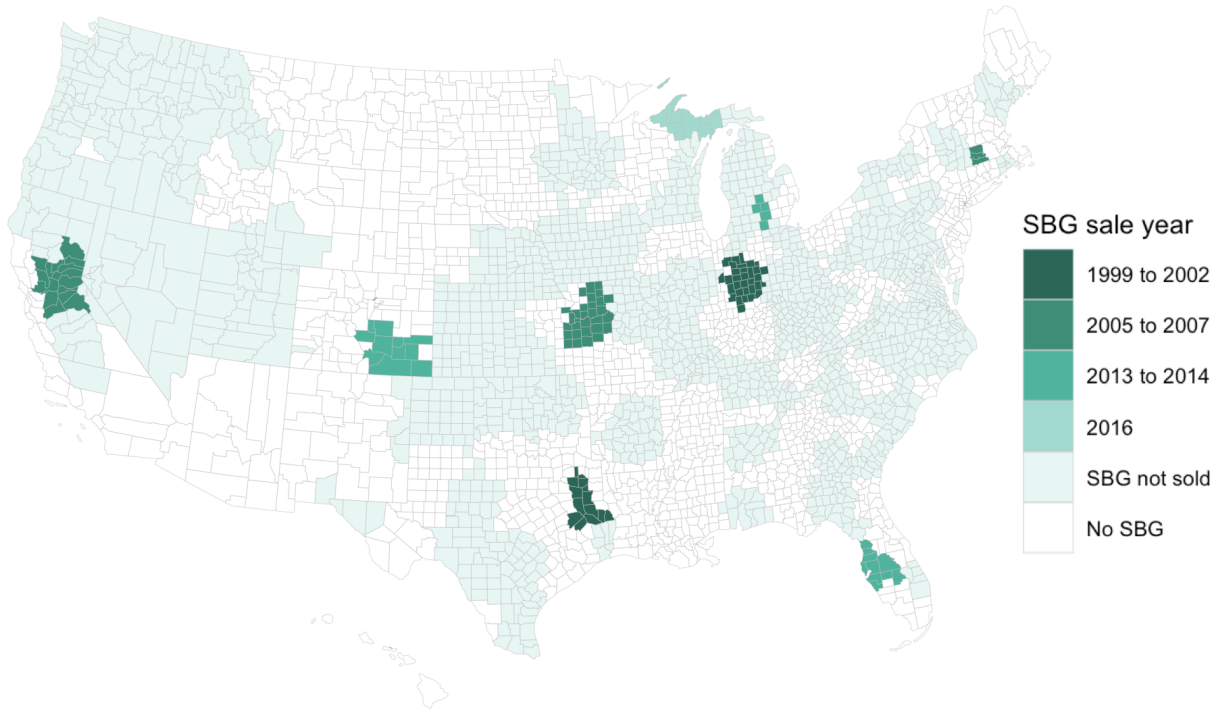 SBG sale year
1999 to 2002
2005 to 2007
2013 to 2014
2016
SBG not sold
No SBG